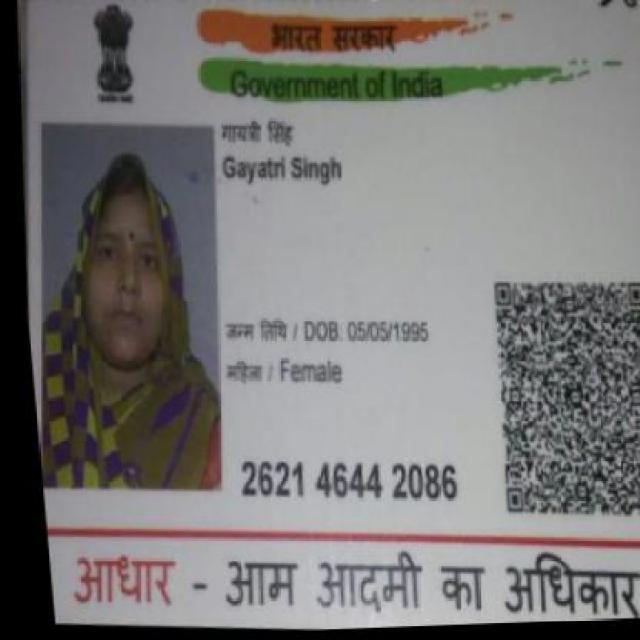 भारत सरकार
Government of India
गायत्री सिंह
Gayatri Singh
जन्म तिथि / DOB: 05/05/1995
महिला / Female
2621 4644 2086
आधार - आम आदमी का अधिकार